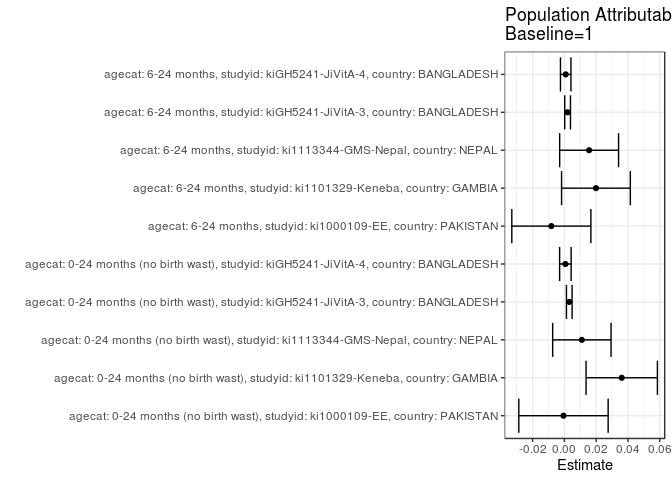 Population Attributab
Baseline=1
agecat: 6-24 months, studyid: kiGH5241-JiVitA-4, country: BANGLADESH
agecat: 6-24 months, studyid: kiGH5241-JiVitA-3, country: BANGLADESH
agecat: 6-24 months, studyid: ki1113344-GMS-Nepal, country: NEPAL
agecat: 6-24 months, studyid: ki1101329-Keneba, country: GAMBIA
agecat: 6-24 months, studyid: ki1000109-EE, country: PAKISTAN
agecat: 0-24 months (no birth wast), studyid: kiGH5241-JiVitA-4, country: BANGLADESH
agecat: 0-24 months (no birth wast), studyid: kiGH5241-JiVitA-3, country: BANGLADESH
agecat: 0-24 months (no birth wast), studyid: ki1113344-GMS-Nepal, country: NEPAL
agecat: 0-24 months (no birth wast), studyid: ki1101329-Keneba, country: GAMBIA
agecat: 0-24 months (no birth wast), studyid: ki1000109-EE, country: PAKISTAN
-0.02 0.00 0.02 0.04 0.06
Estimate